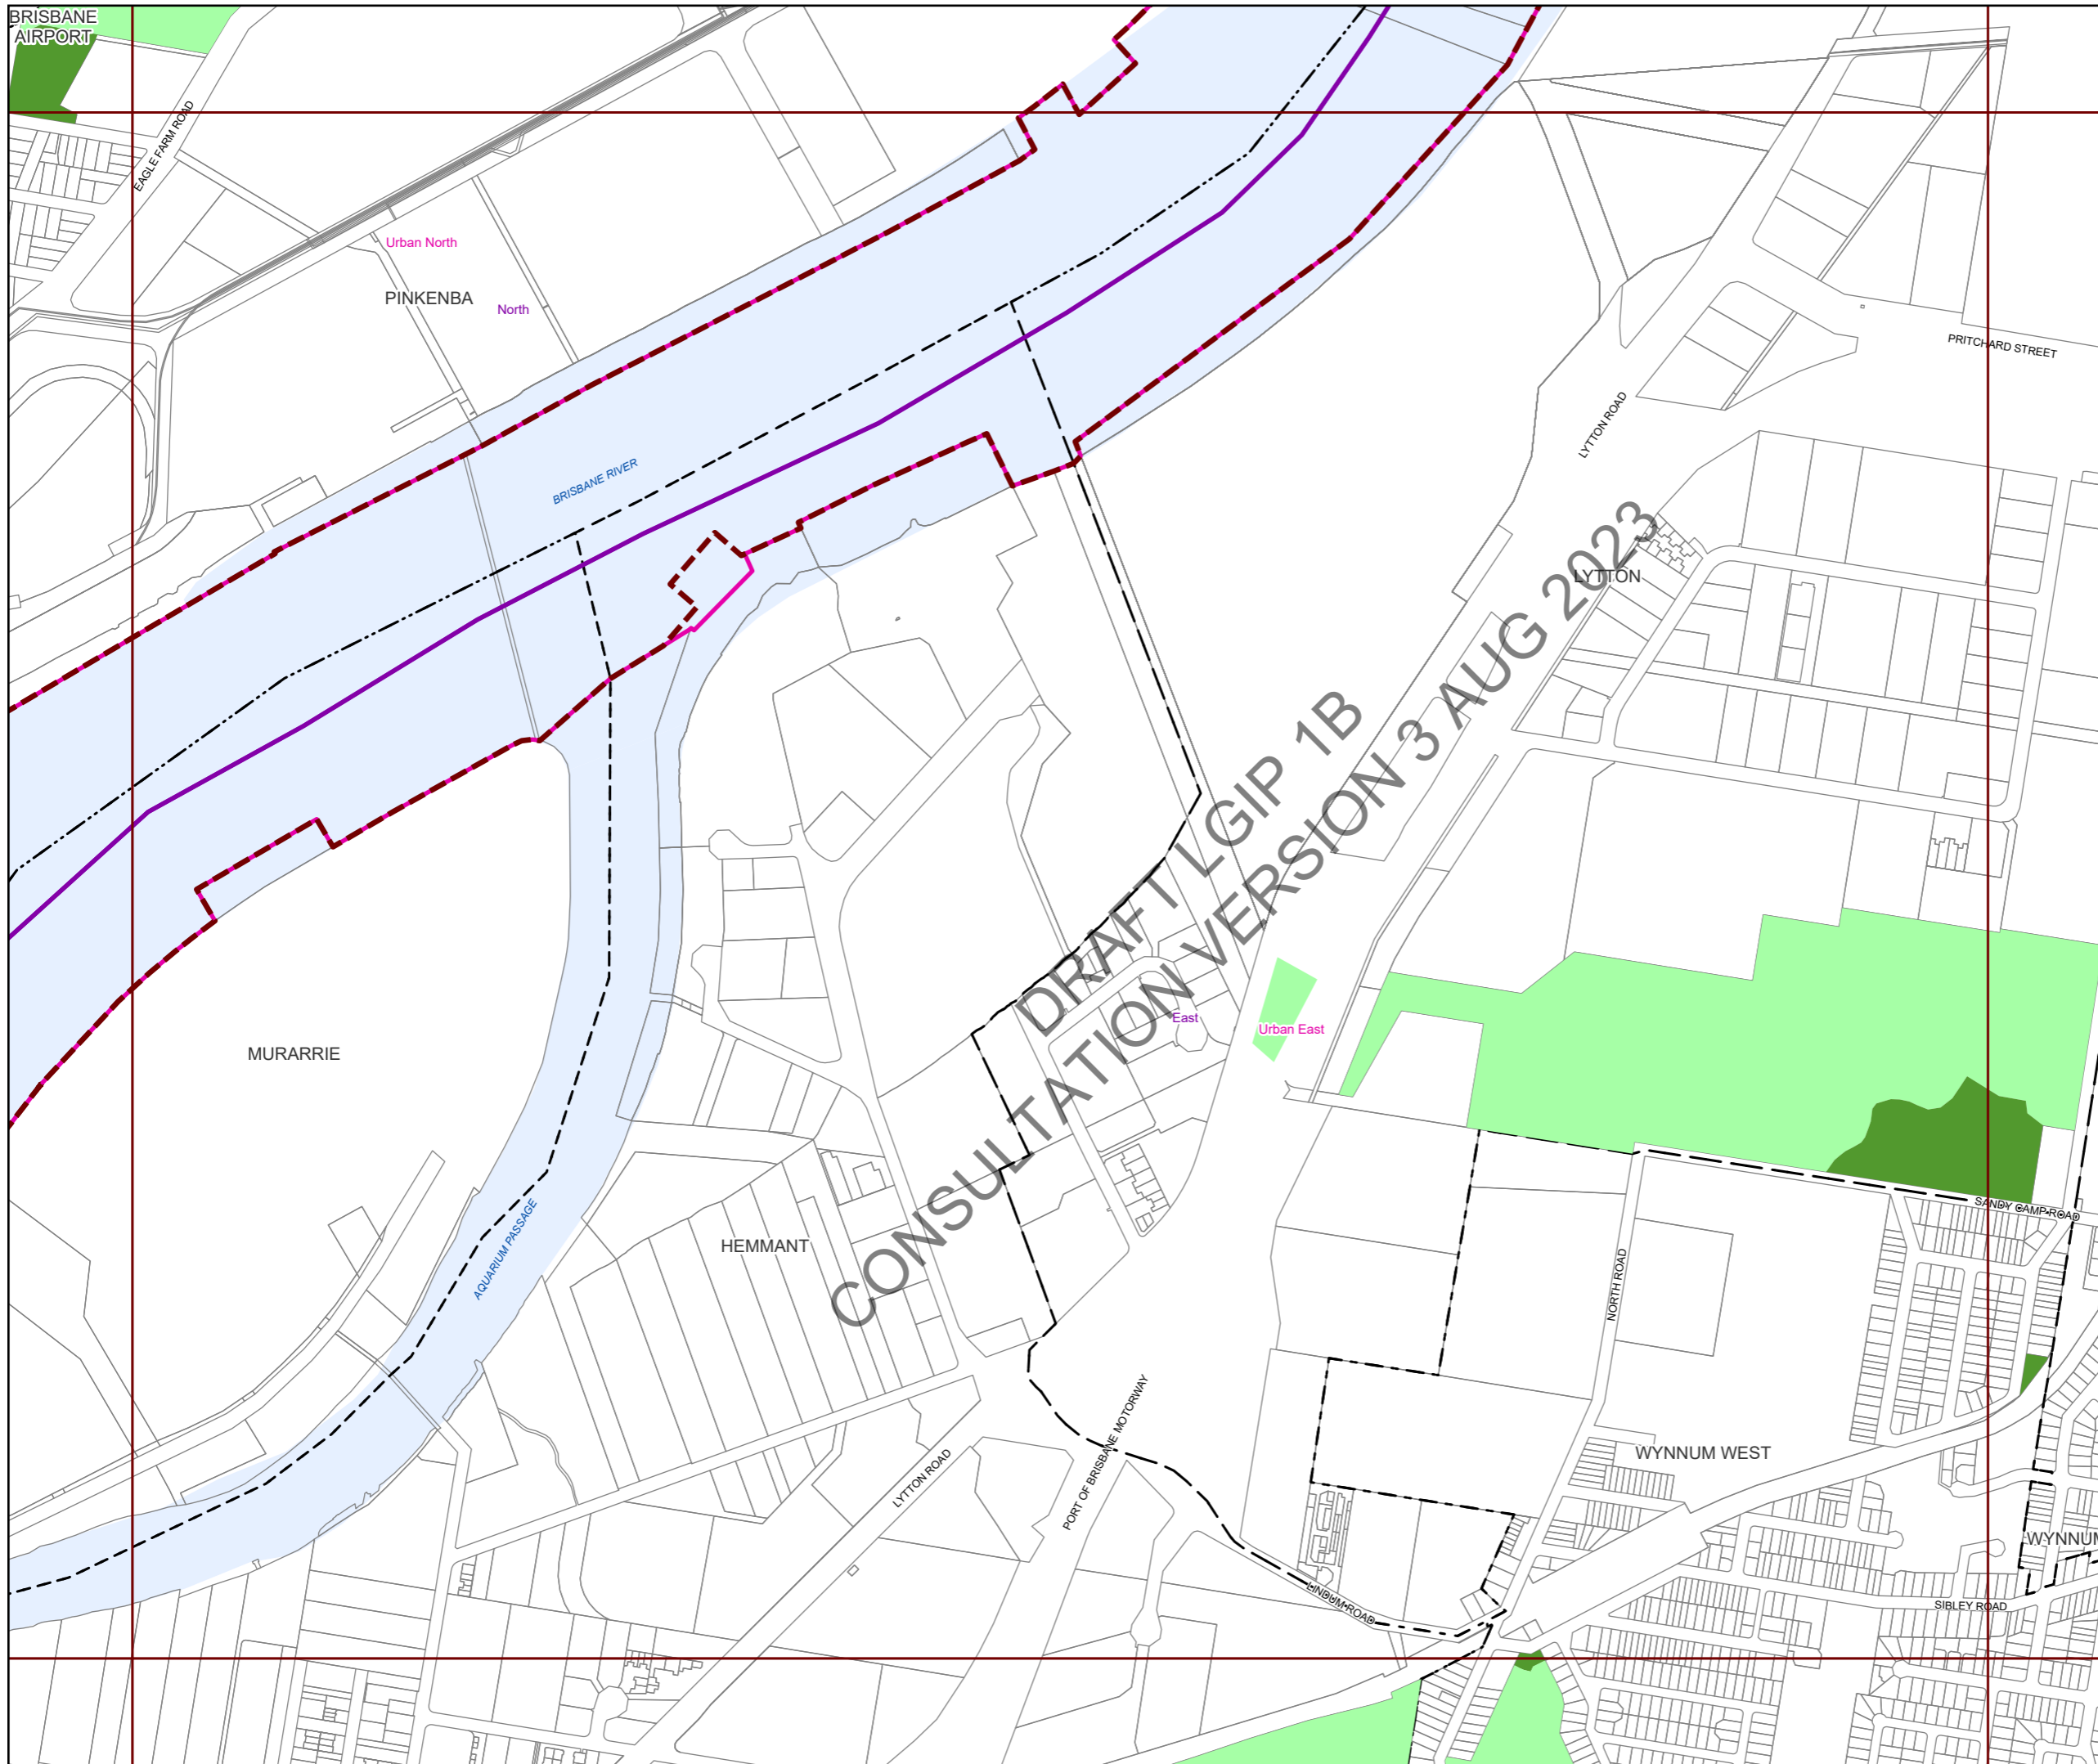 BRISBANE
AIRPORT
EAGLE FARM ROAD
Urban North
PINKENBA
North
PRITCHARD STREET
LYTTON ROAD
BRISBANE RIVER
LYTTON
DRAFT LGIP 1B
CONSULTATION VERSION 3 AUG 2023
East
Urban East
MURARRIE
SANDY CAMP ROAD
AQUARIUM PASSAGE
HEMMANT
NORTH ROAD
PORT OF BRISBANE MOTORWAY
LYTTON ROAD
WYNNUM WEST
WYNNUM
LINDUM ROAD
SIBLEY ROAD